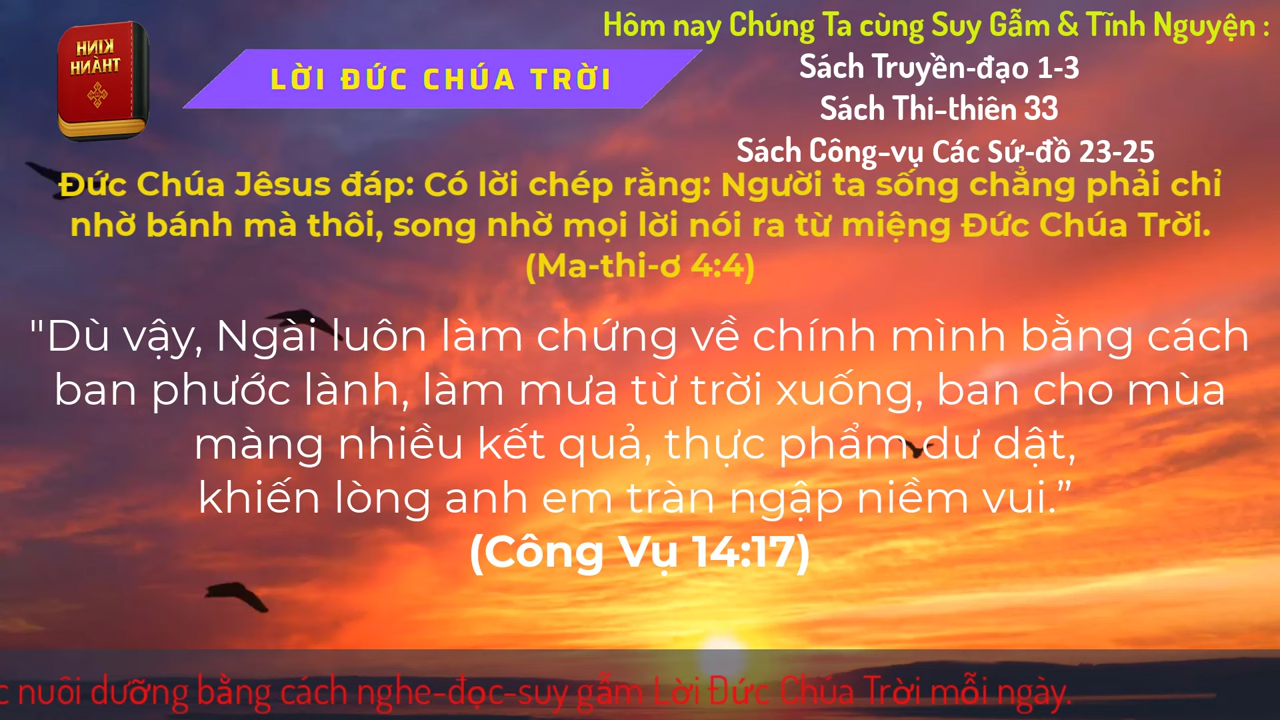 KINH
THÁNH
LỜI ĐỨC CHÚA TRỜI
Hôm nay Chúng Ta cùng Suy Gẫm & Tĩnh Nguyện :
Sách Truyền-đạo 1-3
Sách Thi-thiên 33
Sách Công-vụ Các Sứ-đồ 23-25
Đức Chúa Jêsus đáp: Có lời chép rằng: Người ta sống chẳng phải chỉ
nhờ bánh mà thôi, song nhờ mọi lời nói ra từ miệng Đức Chúa Trời.
(Ma-thi-ơ 4:4)
"Dù vậy, Ngài luôn làm chứng về chính mình bằng cách
ban phước lành, làm mưa từ trời xuống, ban cho mùa
màng nhiều kết quả, thực phẩm dư dật,
khiến lòng anh em tràn ngập niềm vui.”
(Công Vụ 14:17)
nuôi dưỡng bằng cách nghe-đọc-suy gẫm Lời Đức Chúa Trời mỗi ngày.